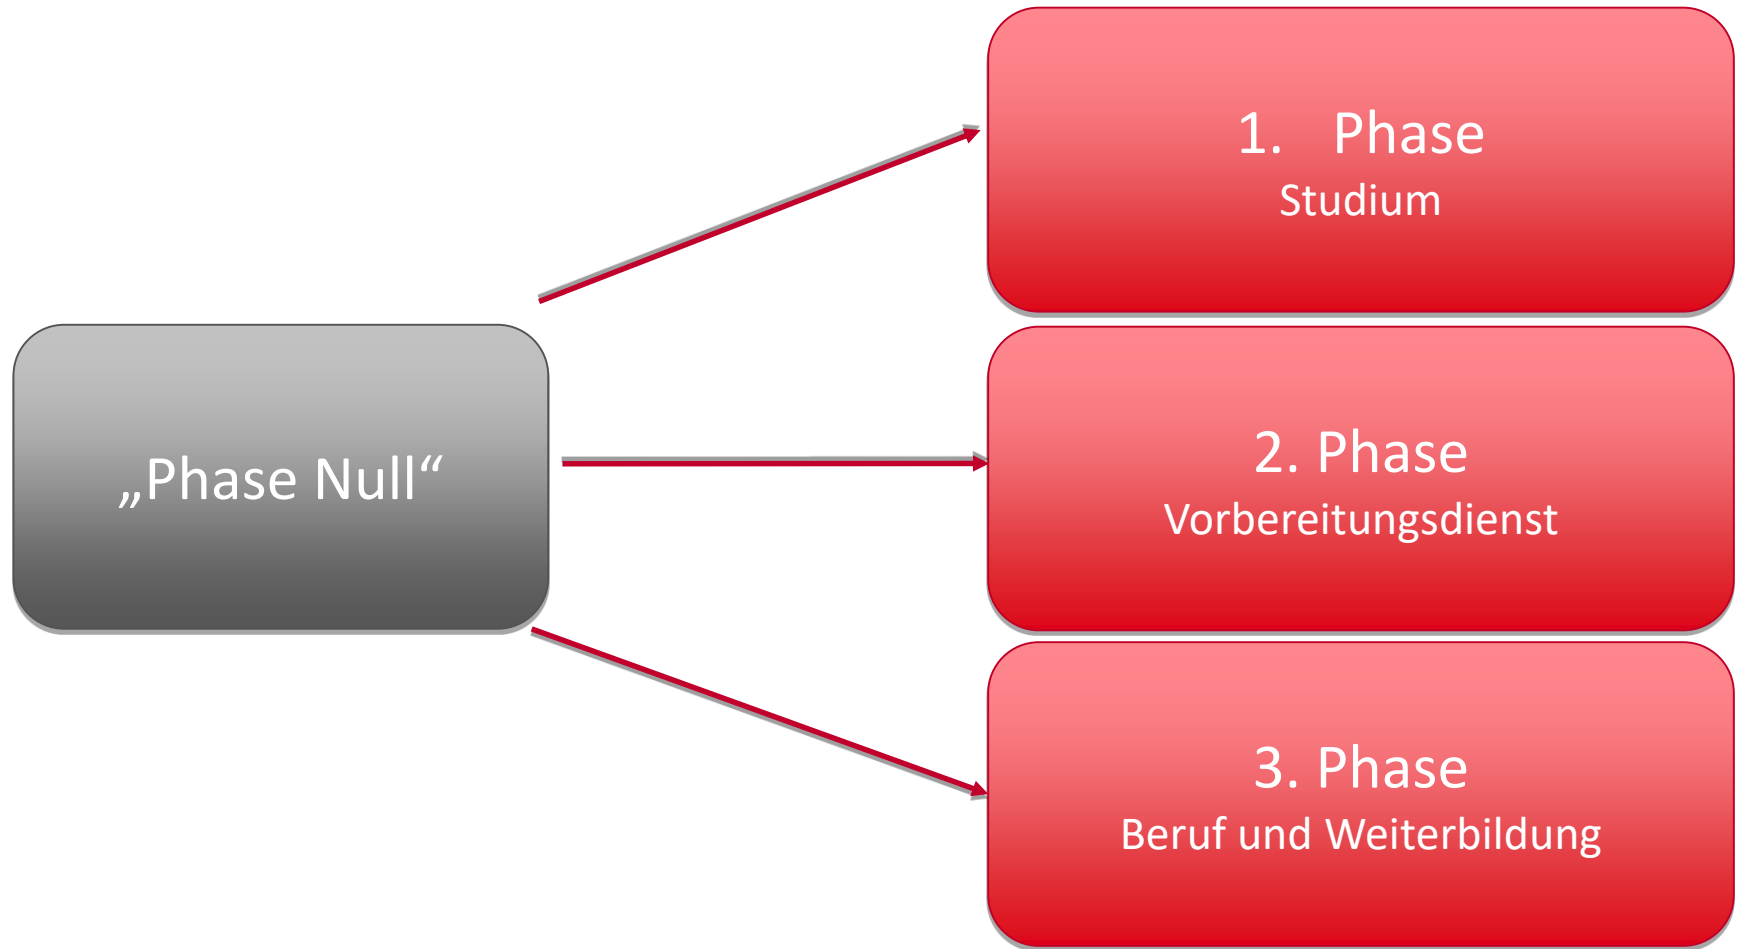 1. Phase
Studium
„Phase Null“
2. Phase
Vorbereitungsdienst
3. Phase
Beruf und Weiterbildung